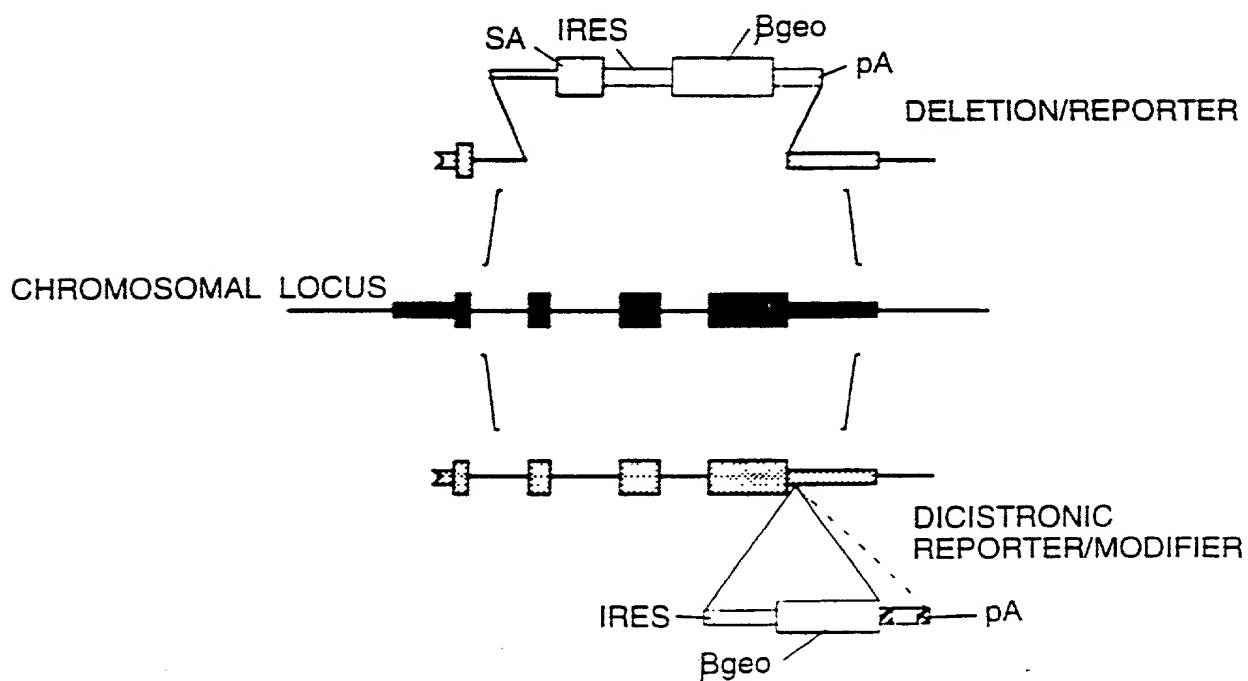 SA
IRES
βgeo
pA
DELETION/REPORTER
CHROMOSOMAL LOCUS
DICISTRONIC
REPORTER/MODIFIER
IRES
pA
βgeo